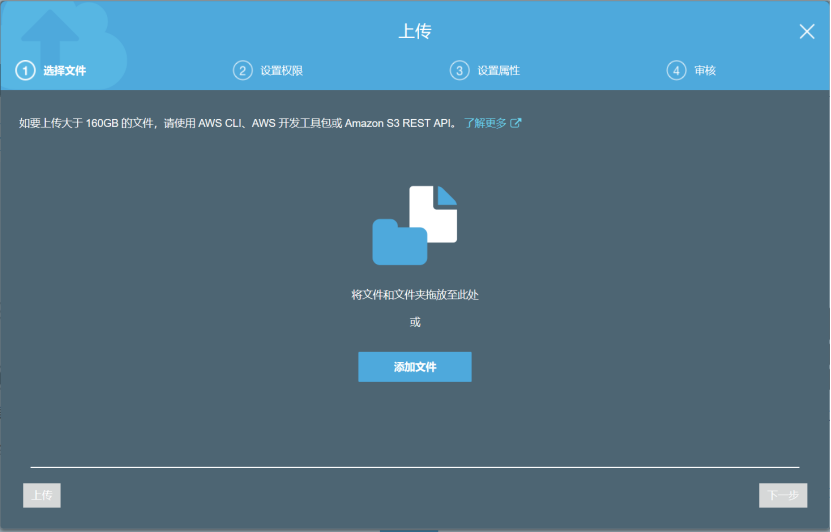 上传
1 选择文件
2 设置权限
3 设置属性
4 审核
如要上传大于 160GB 的文件，请使用 AWS CLI、AWS 开发工具包或 Amazon S3 REST API。 了解更多
将文件和文件夹拖放至此处
或
添加文件
上传
下一步